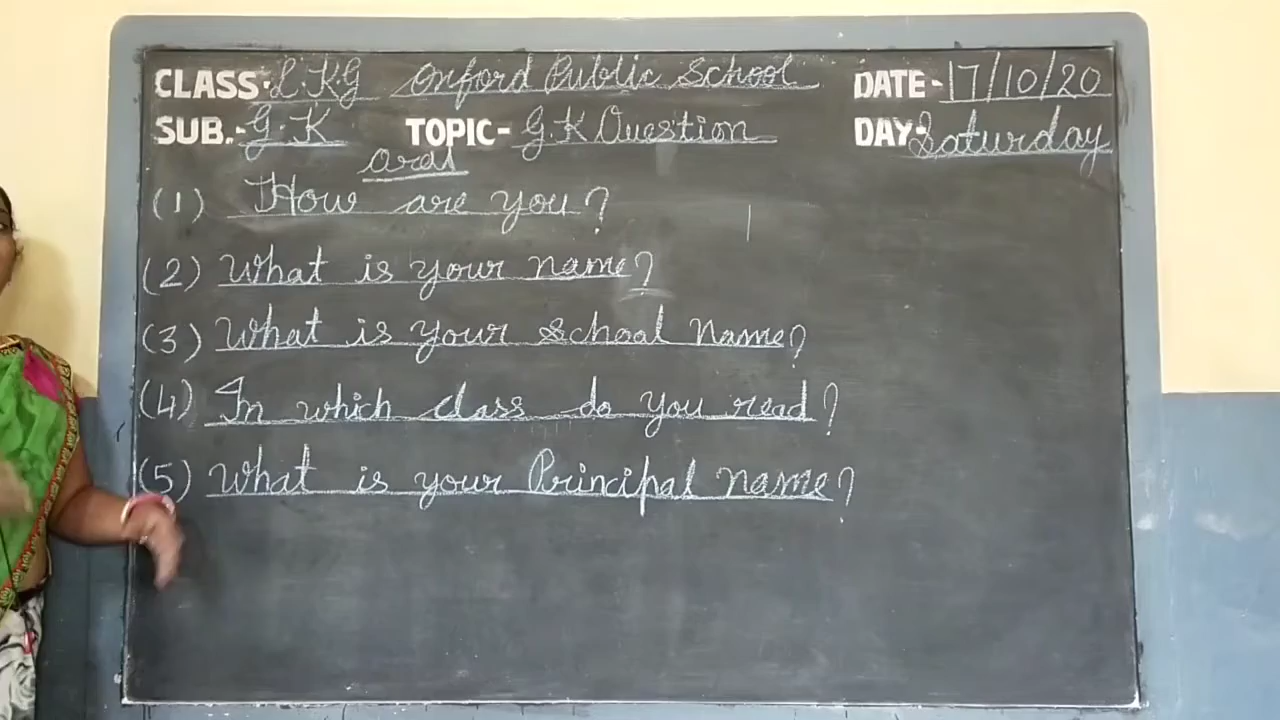 CLASS- L.K.G Oxford Public School DATE- 17/10/20
SUB.- G.K TOPIC- G.K Question DAY- Saturday
oral
(1) How are you?
(2) What is your name?
(3) What is your school Name?
(4) In which class do you read?
(5) What is your Principal name?